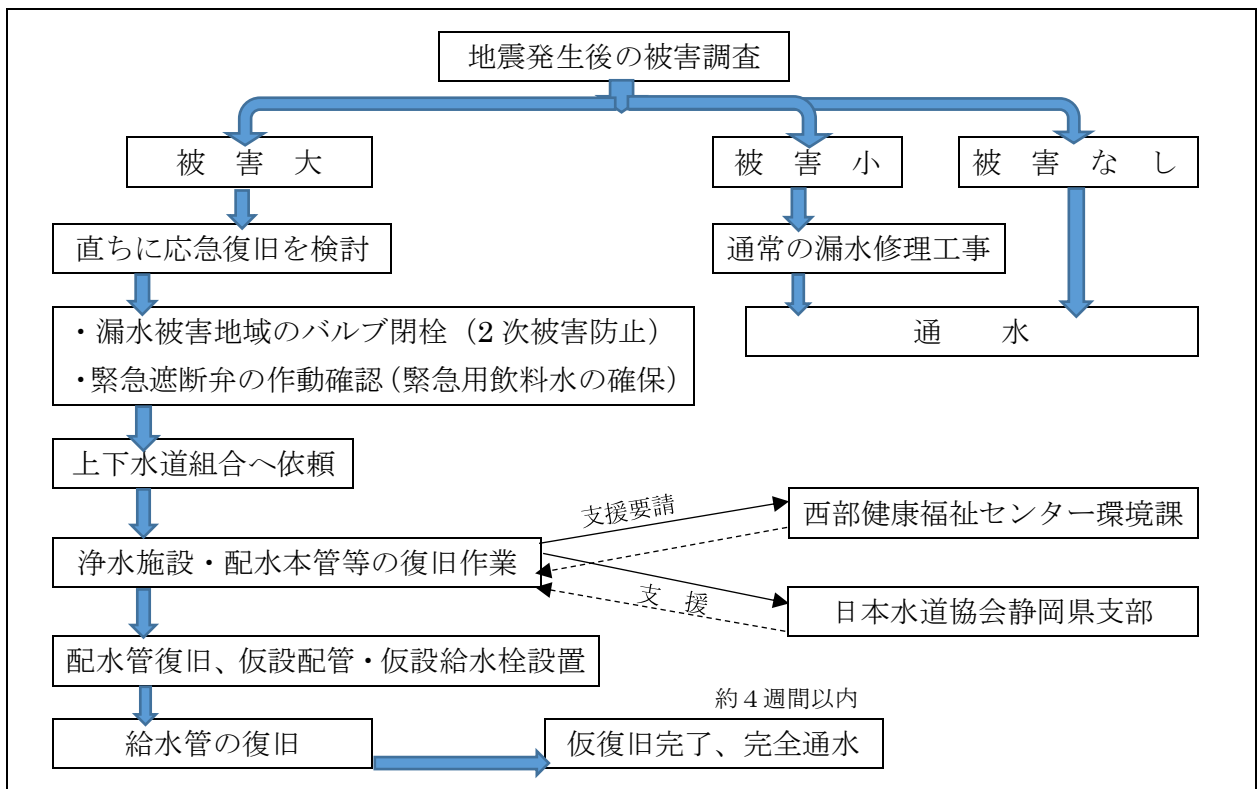 地震発生後の被害調査
被　害　大
被　害　小
被　害　な　し
直ちに応急復旧を検討
通常の漏水修理工事
・漏水被害地域のバルブ閉栓（2 次被害防止）
・緊急遮断弁の作動確認（緊急用飲料水の確保）
通　水
上下水道組合へ依頼
支援要請
西部健康福祉センター環境課
浄水施設・配水本管等の復旧作業
支　援
日本水道協会静岡県支部
配水管復旧、仮設配管・仮設給水栓設置
約４週間以内
給水管の復旧
仮復旧完了、完全通水